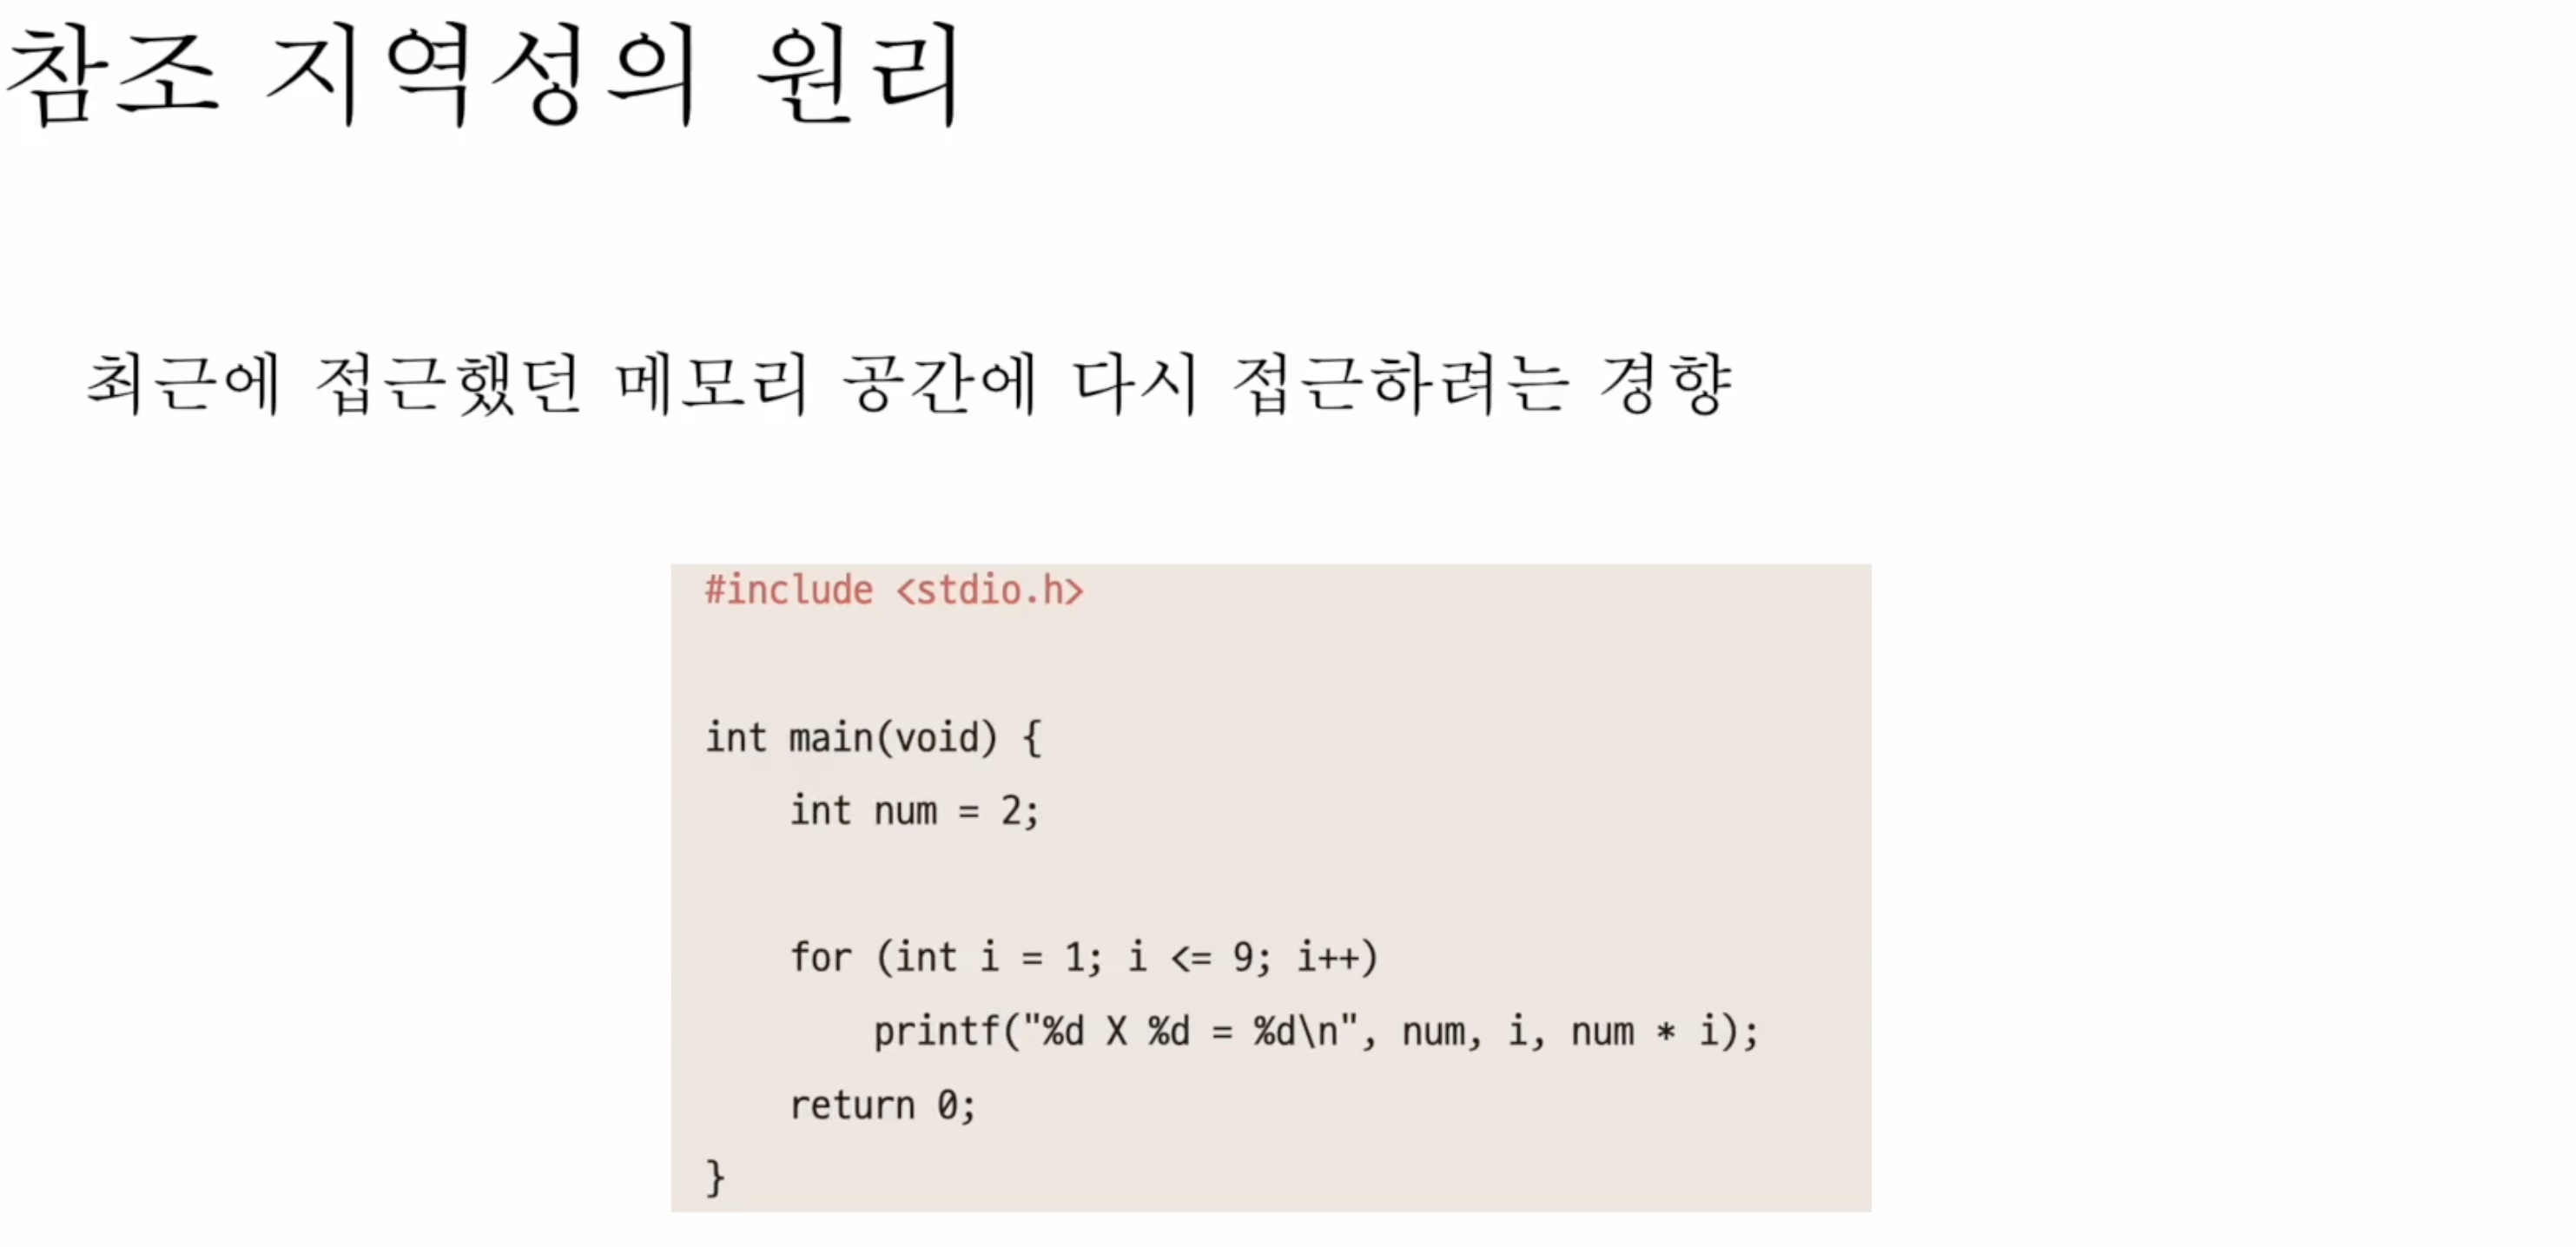 참조 지역성의 원리
최근에 접근했던 메모리 공간에 다시 접근하려는 경향
#include <stdio.h>
int main(void) {
    int num = 2;
    for (int i = 1; i <= 9; i++)
        printf("%d X %d = %d\n", num, i, num * i);
    return 0;
}